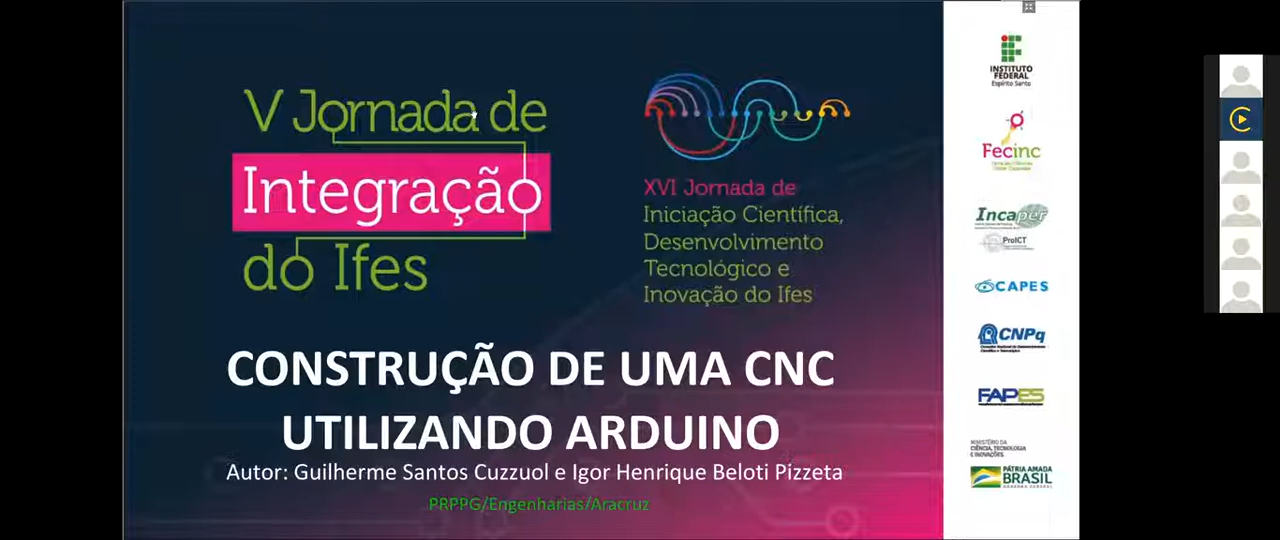 V Jornada de
Integração
do Ifes
XVI Jornada de
Iniciação Científica,
Desenvolvimento
Tecnológico e
Inovação do Ifes
CONSTRUÇÃO DE UMA CNC
UTILIZANDO ARDUINO
Autor: Guilherme Santos Cuzzuol e Igor Henrique Beloti Pizzeta
PRPPG/Engenharias/Aracruz
INSTITUTO
FEDERAL
Espírito Santo
Fecinc
Incaper
ProICT
CAPES
CNPq
FAPES
MINISTÉRIO DA
CIÊNCIA, TECNOLOGIA
E INOVAÇÕES
PÁTRIA AMADA
BRASIL